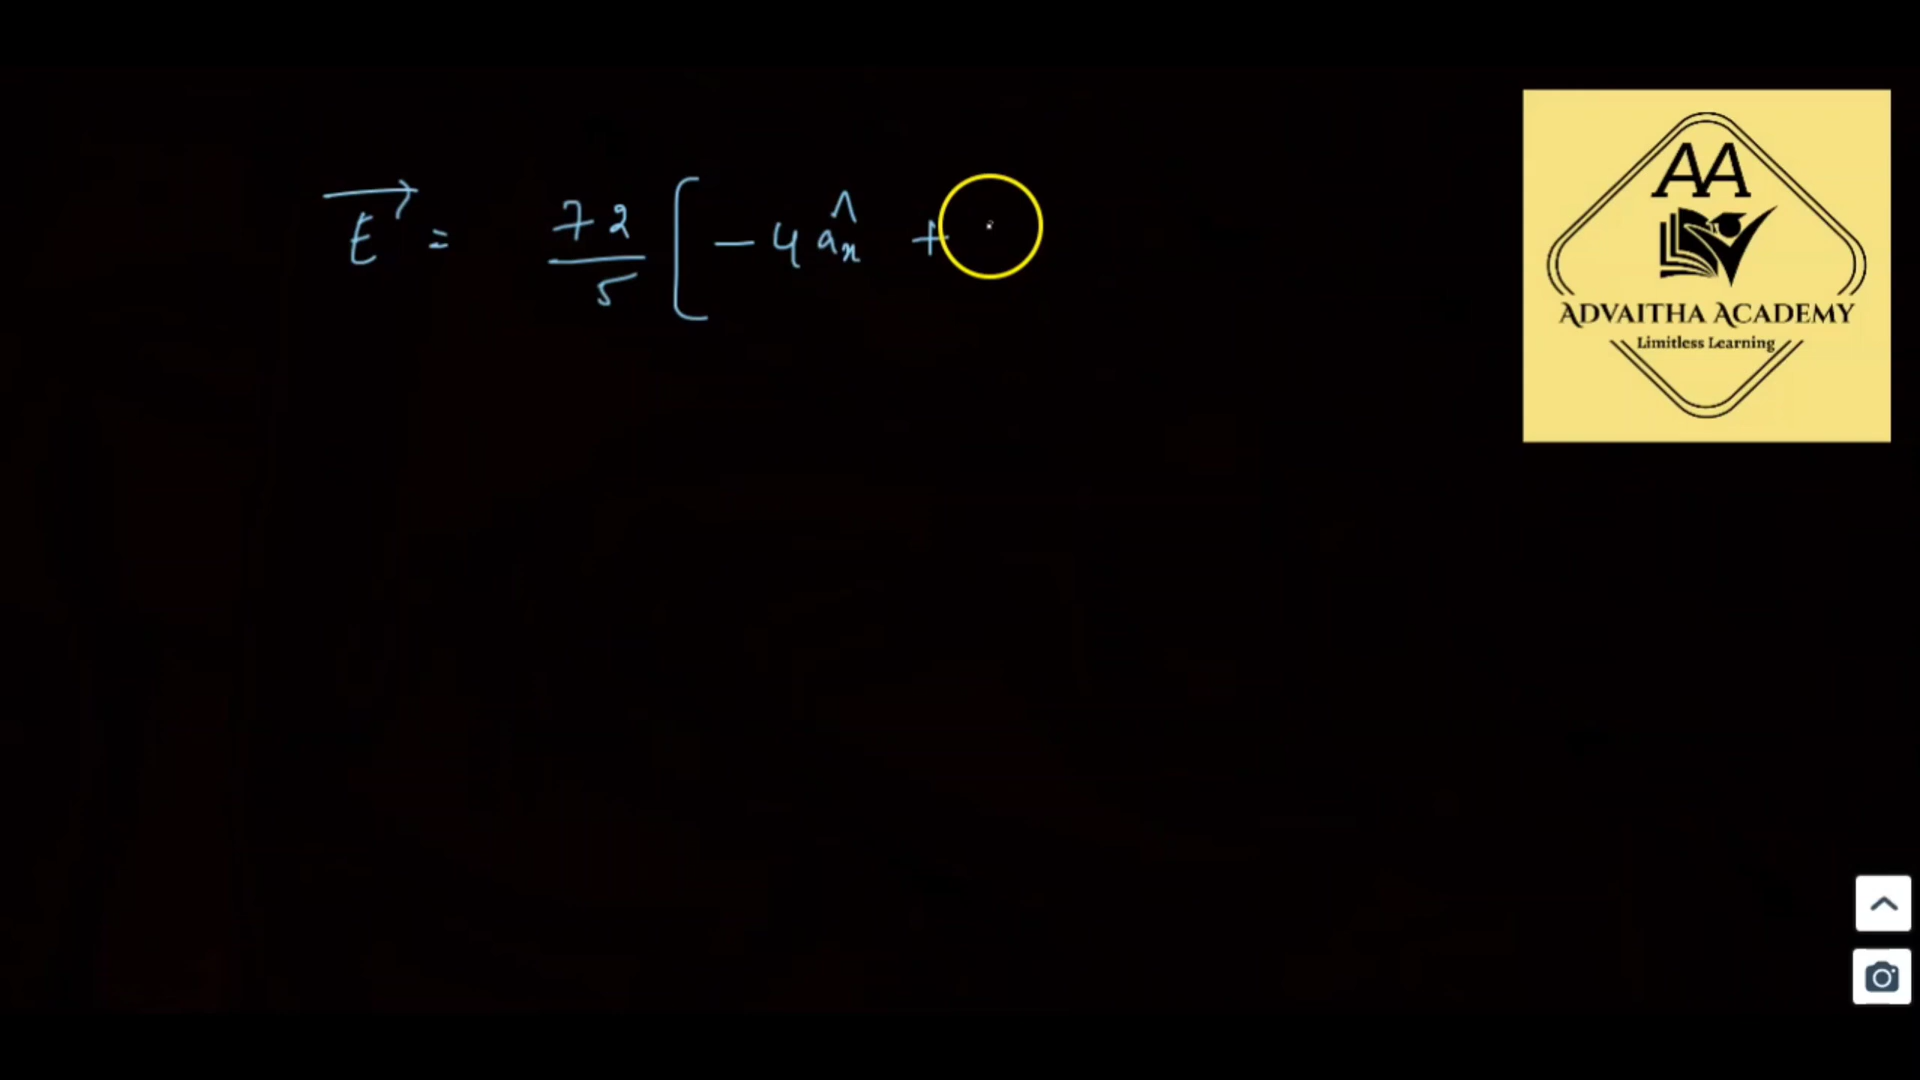 E⃗ = 72/5 [ − 4 âₓ +
AA
ADVAITHA ACADEMY
Limitless Learning